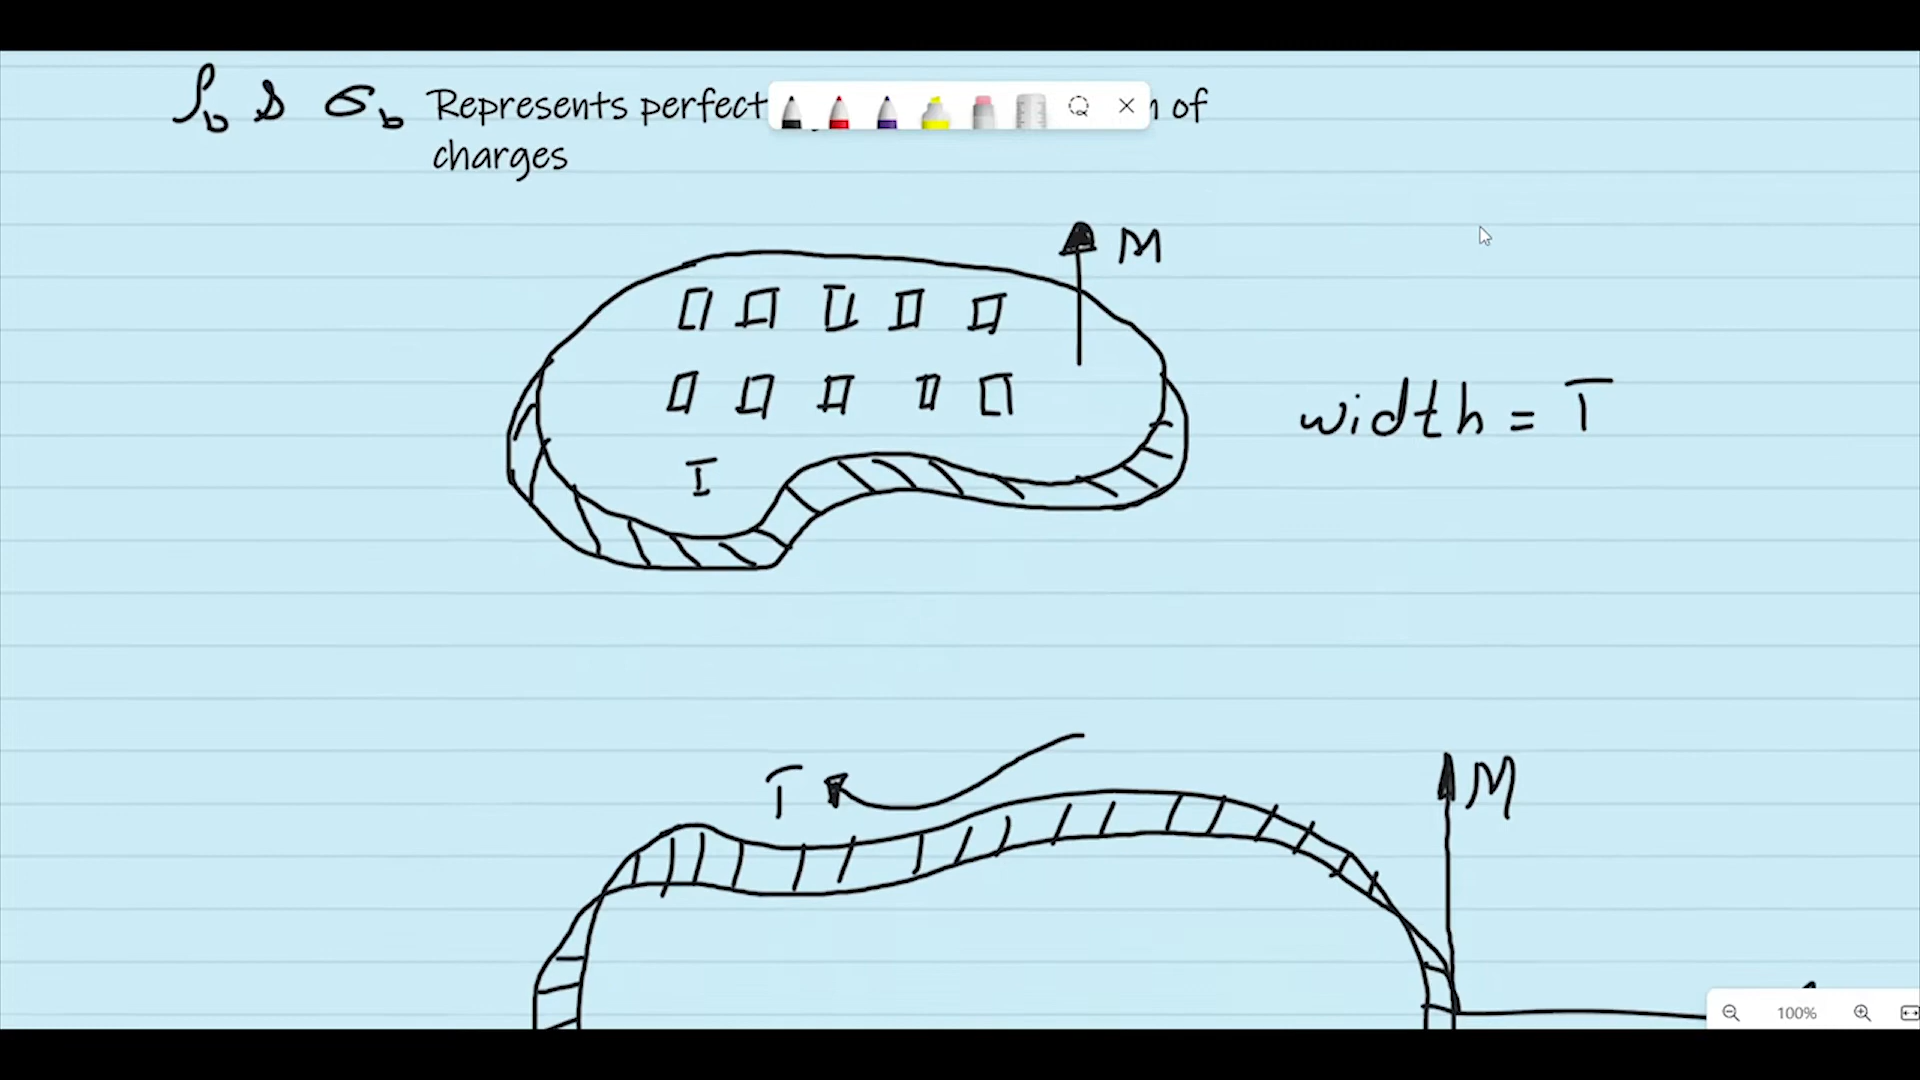 ρb & σb Represents perfect of
charges
M
width = T
I
T
M
100%